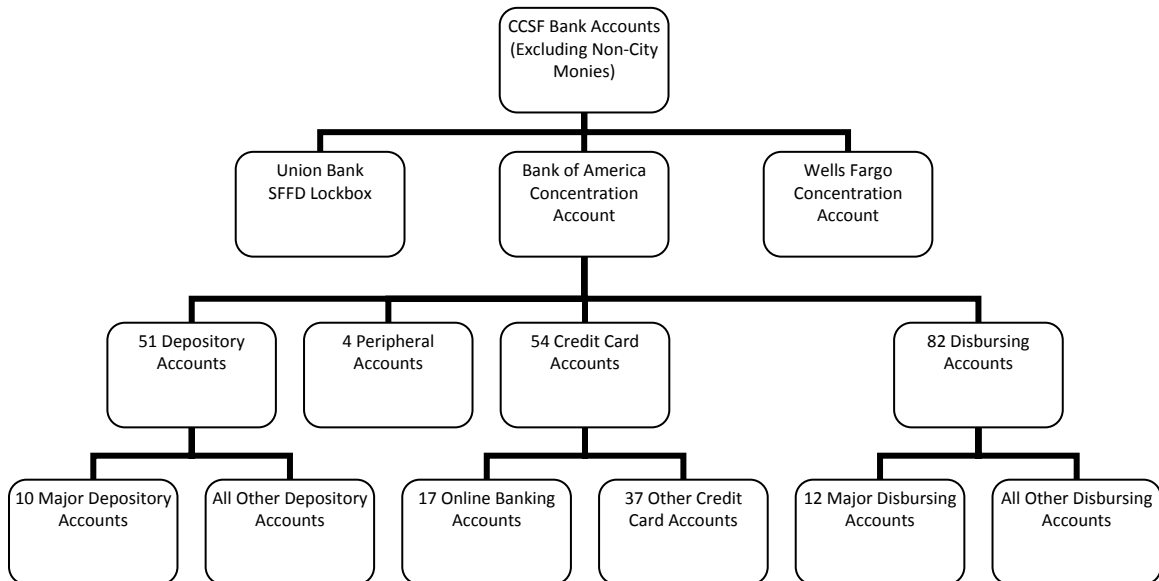 CCSF Bank Accounts
(Excluding Non-City
Monies)
Union Bank
SFFD Lockbox
Bank of America
Concentration
Account
Wells Fargo
Concentration
Account
51 Depository
Accounts
4 Peripheral
Accounts
54 Credit Card
Accounts
82 Disbursing
Accounts
10 Major Depository
Accounts
All Other Depository
Accounts
17 Online Banking
Accounts
37 Other Credit
Card Accounts
12 Major Disbursing
Accounts
All Other Disbursing
Accounts